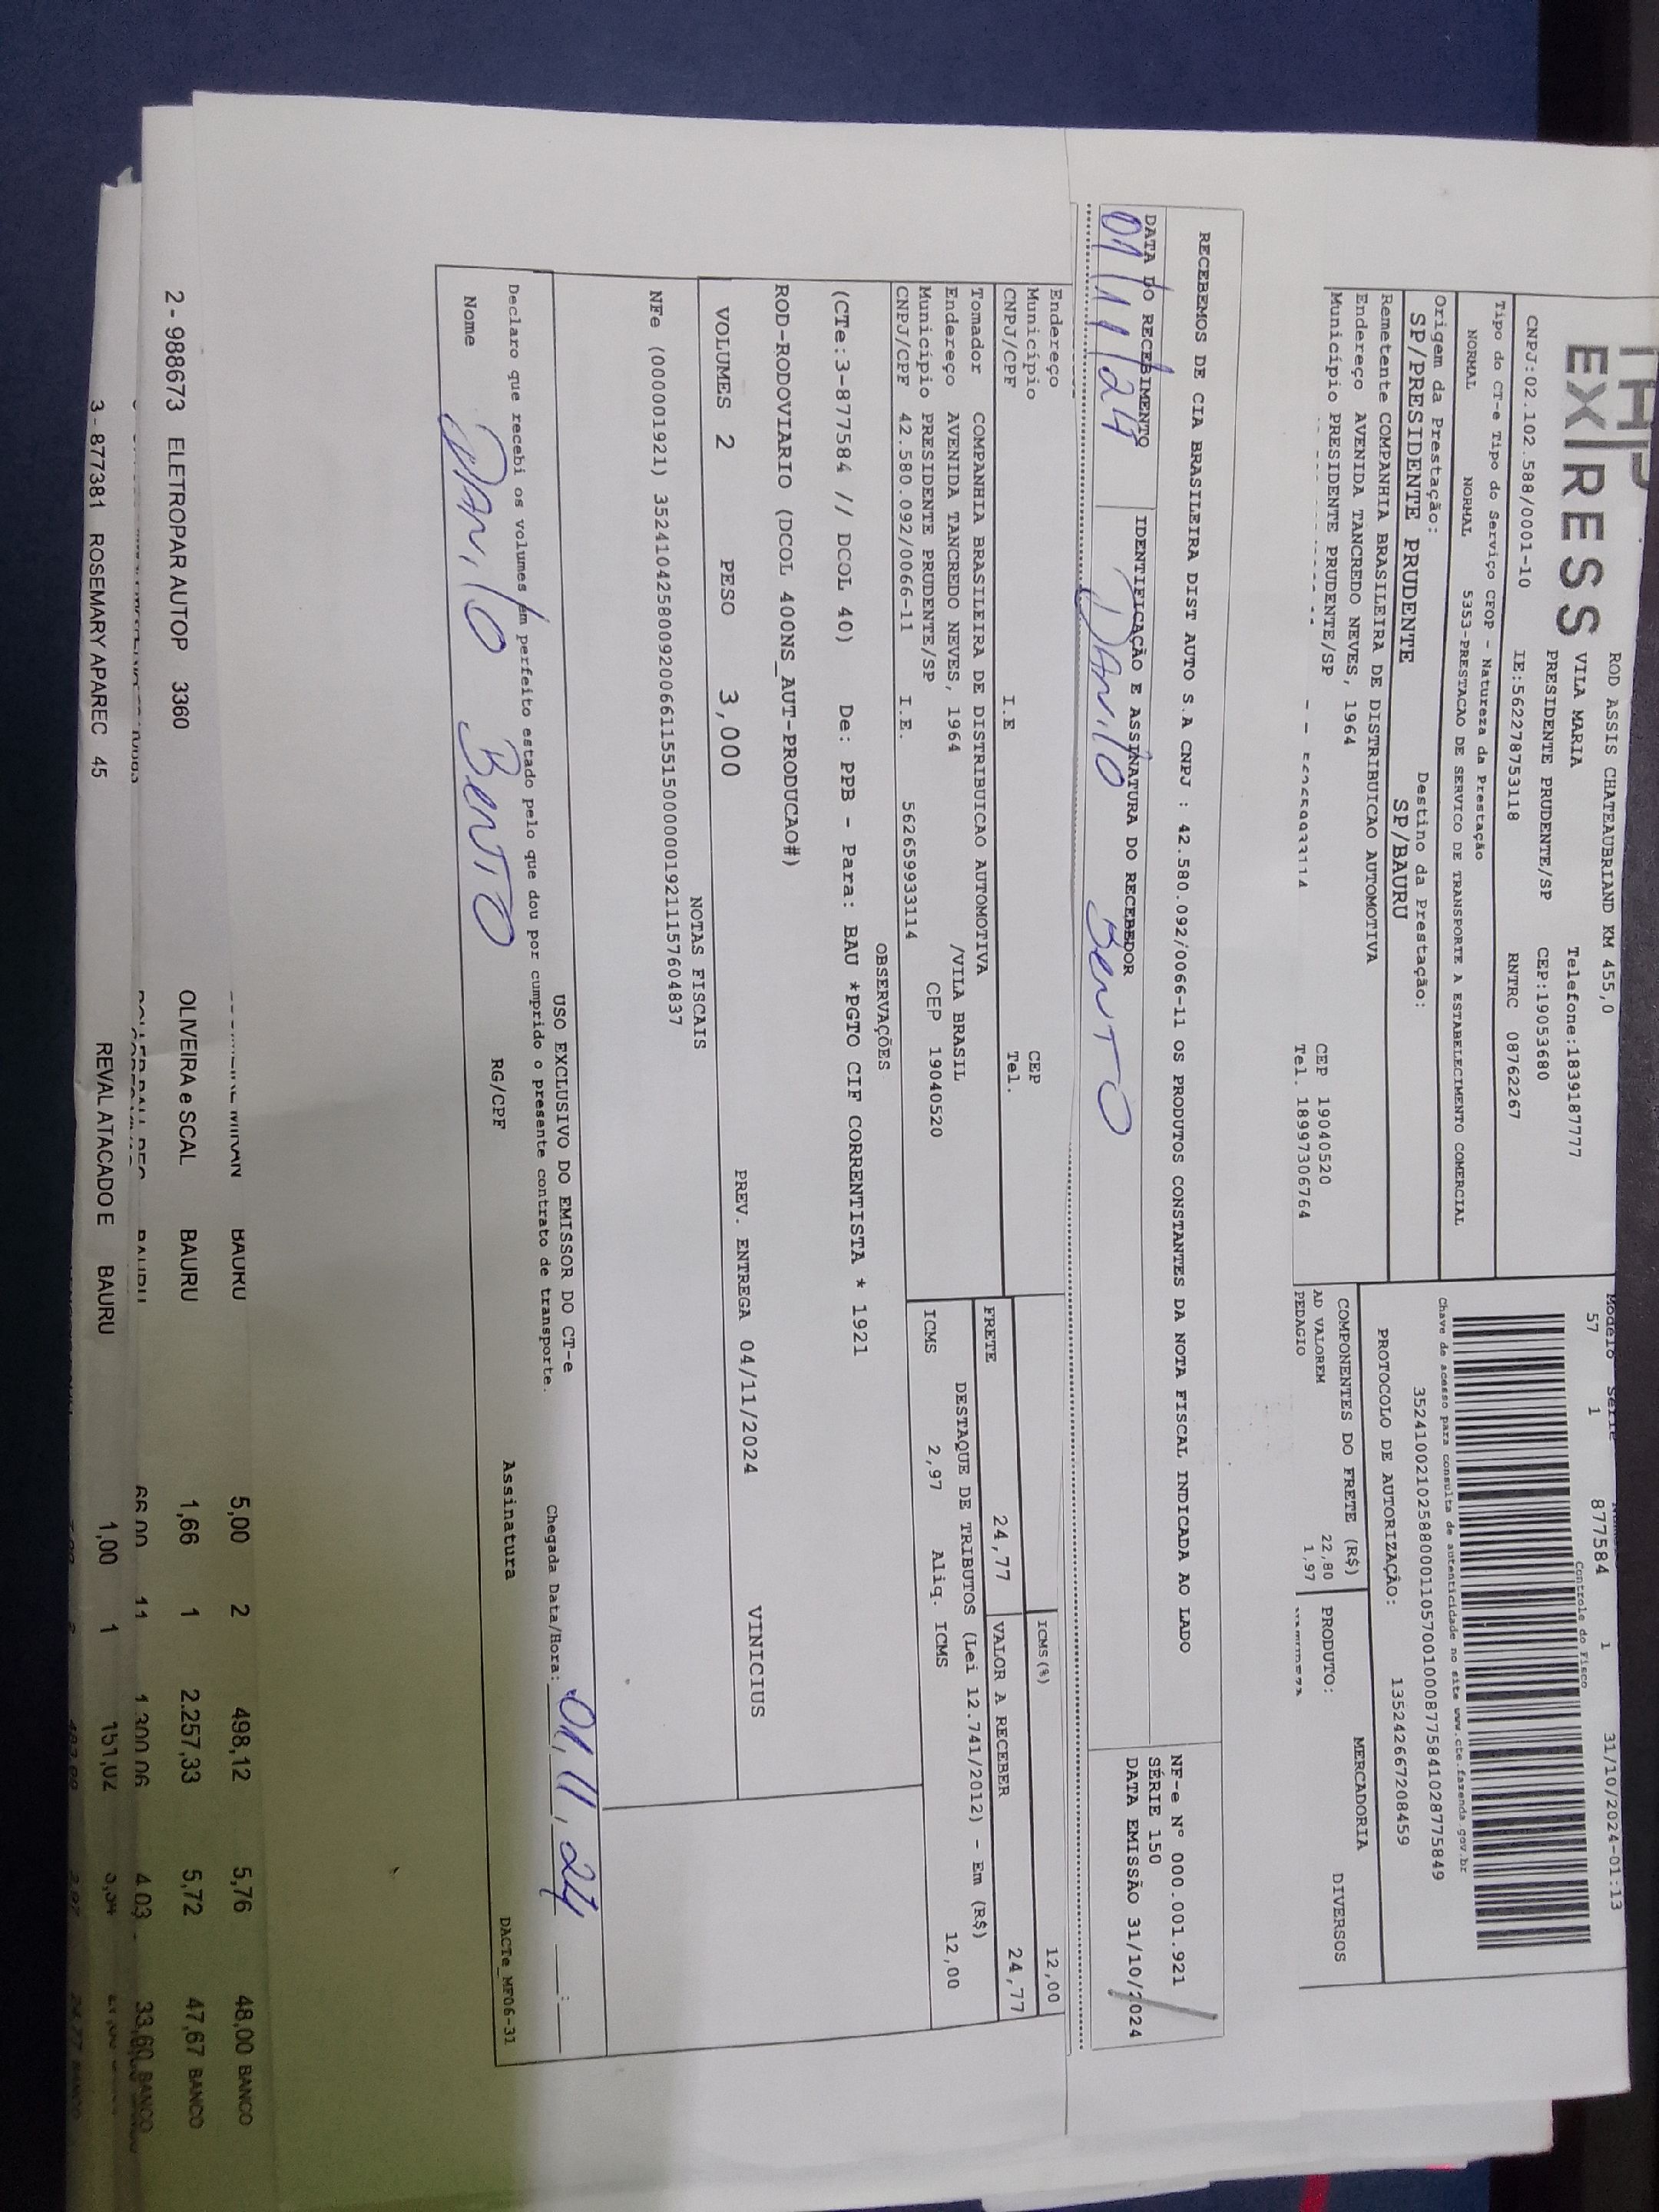 EXPRESS
ROD ASSIS CHATEAUBRIAND KM 455,0
VILA MARIA Telefone:1839187777
PRESIDENTE PRUDENTE/SP CEP:19053680
CNPJ:02.102.588/0001-10 IE:562278753118 RNTRC 08762267
Tipo do CT-e Tipo do Serviço CFOP - Natureza da Prestação
NORMAL NORMAL 5353-PRESTACAO DE SERVICO DE TRANSPORTE A ESTABELECIMENTO COMERCIAL
Origem da Prestação: Destino da Prestação:
SP/PRESIDENTE PRUDENTE SP/BAURU
Remetente COMPANHIA BRASILEIRA DE DISTRIBUICAO AUTOMOTIVA
Endereço AVENIDA TANCREDO NEVES, 1964
Município PRESIDENTE PRUDENTE/SP CEP 19040520
Tel. 18997306764
Modelo Série
57 1 877584 1 31/10/2024-01:13
Controle do Fisco
Chave de acesso para consulta de autenticidade no site www.cte.fazenda.gov.br
35241002102588000110570010008775841028775849
PROTOCOLO DE AUTORIZAÇÃO: 135242667208459
COMPONENTES DO FRETE (R$) MERCADORIA
AD VALOREM 22,80 PRODUTO: DIVERSOS
PEDAGIO 1,97
RECEBEMOS DE CIA BRASILEIRA DIST AUTO S.A CNPJ : 42.580.092/0066-11 OS PRODUTOS CONSTANTES DA NOTA FISCAL INDICADA AO LADO
NF-e Nº 000.001.921
SÉRIE 150
DATA EMISSÃO 31/10/2024
DATA DO RECEBIMENTO IDENTIFICAÇÃO E ASSINATURA DO RECEBEDOR
01/11/24 DANILO BENTO
Endereço
Município CEP
CNPJ/CPF I.E Tel.
ICMS (%) 12,00
FRETE 24,77 VALOR A RECEBER 24,77
Tomador COMPANHIA BRASILEIRA DE DISTRIBUICAO AUTOMOTIVA
Endereço AVENIDA TANCREDO NEVES, 1964 /VILA BRASIL
Município PRESIDENTE PRUDENTE/SP CEP 19040520
CNPJ/CPF 42.580.092/0066-11 I.E. 562659933114
DESTAQUE DE TRIBUTOS (Lei 12.741/2012) - Em (R$)
ICMS 2,97 Aliq. ICMS 12,00
OBSERVAÇÕES
(CTe:3-877584 // DCOL 40) De: PPB - Para: BAU *PGTO CIF CORRENTISTA * 1921
ROD-RODOVIARIO (DCOL 400NS_AUT-PRODUCAO#)
VOLUMES 2 PESO 3,000 PREV. ENTREGA 04/11/2024 VINICIUS
NOTAS FISCAIS
NFe (000001921) 35241042580092006611551500000019211157604837
USO EXCLUSIVO DO EMISSOR DO CT-e
Declaro que recebi os volumes em perfeito estado pelo que dou por cumprido o presente contrato de transporte.
Chegada Data/Hora: 01,11,24 :
Nome DANILO BENTO RG/CPF Assinatura
DACTe_MF06-31
BAURU 5,00 2 498,12 5,76 48,00 BANCO
2 - 988673 ELETROPAR AUTOP 3360 OLIVEIRA e SCAL BAURU 1,66 1 2.257,33 5,72 47,67 BANCO
66,00 11 1.300,06 4,03 33,60 BANCO
3 - 877381 ROSEMARY APAREC 45 REVAL ATACADO E BAURU 1,00 1 151,02